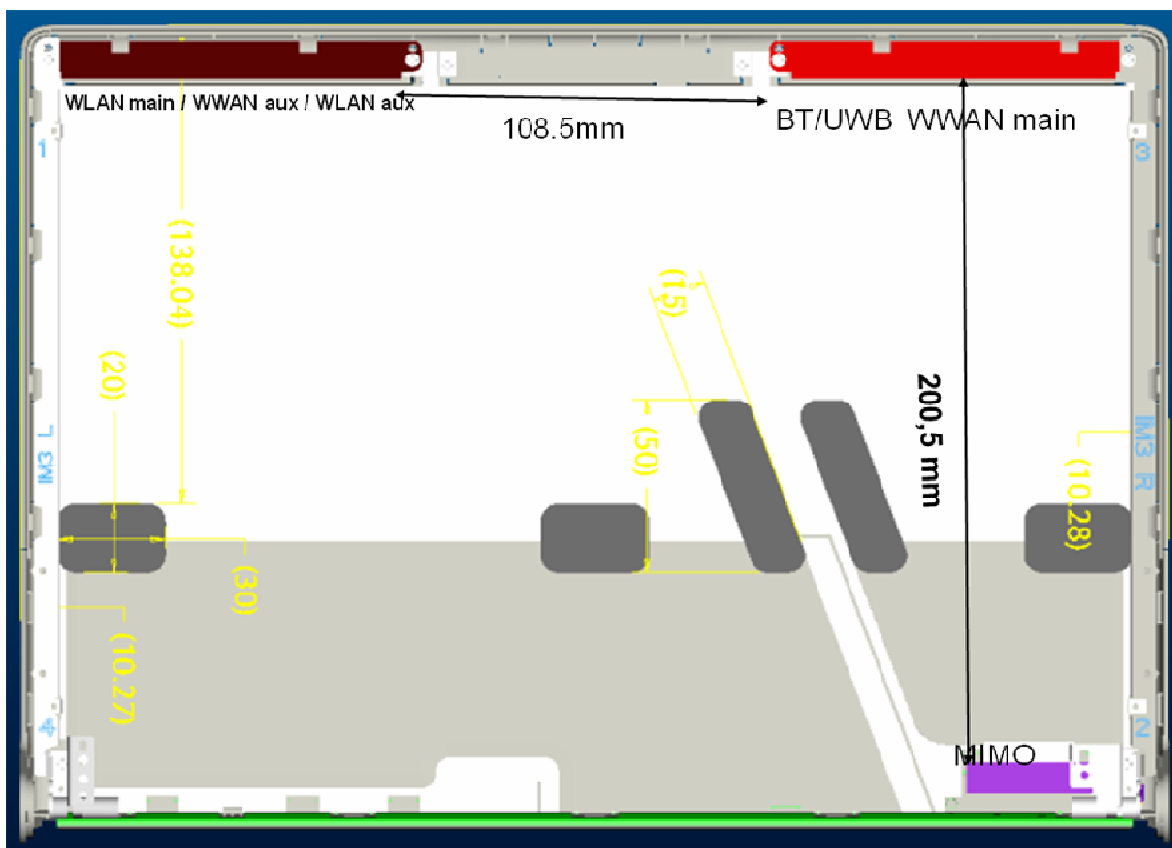 WLAN main / WWAN aux / WLAN aux
108.5mm
BT/UWB WWAN main
1
3
(138.04)
(15)
(20)
(50)
200,5 mm
IM3 L
IM3 R
(10.28)
(30)
(10.27)
4
2
MIMO